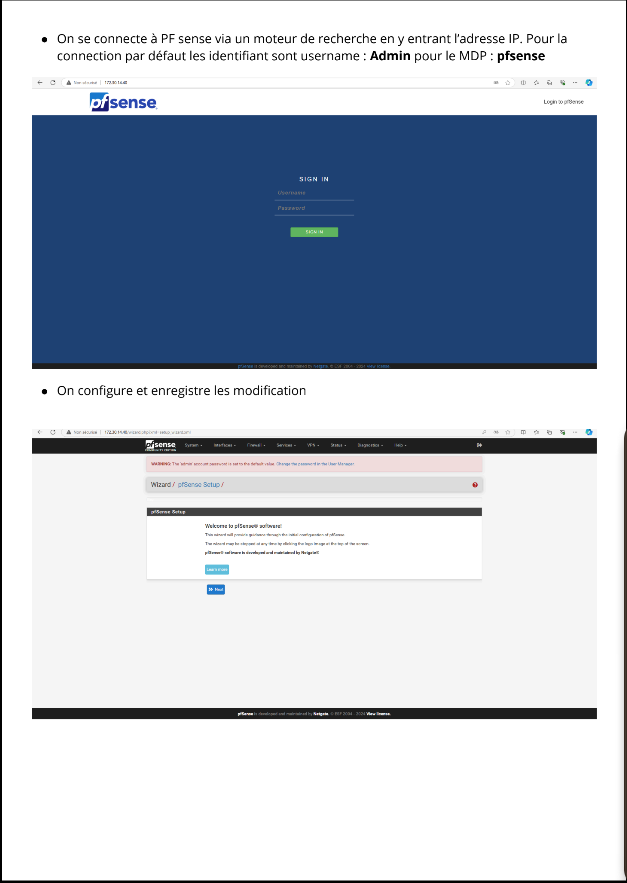 On se connecte à PF sense via un moteur de recherche en y entrant l'adresse IP. Pour la
connection par défaut les identifiant sont username : Admin pour le MDP : pfsense
Non sécurisé | 172.30.14.40
pfsense
Login to pfSense
SIGN IN
Username
Password
SIGN IN
pfSense is developed and maintained by Netgate. © ESF 2004 - 2024 View license.
On configure et enregistre les modification
Non sécurisé | 172.30.14.40/wizard.php?xml=setup_wizard.xml
pfsense System Interfaces Firewall Services VPN Status Diagnostics Help
COMMUNITY EDITION
WARNING: The 'admin' account password is set to the default value. Change the password in the User Manager.
Wizard / pfSense Setup /
pfSense Setup
Welcome to pfSense® software!
This wizard will provide guidance through the initial configuration of pfSense.
The wizard may be stopped at any time by clicking the logo image at the top of the screen.
pfSense® software is developed and maintained by Netgate®
Learn more
Next
pfSense is developed and maintained by Netgate. © ESF 2004 - 2024 View license.